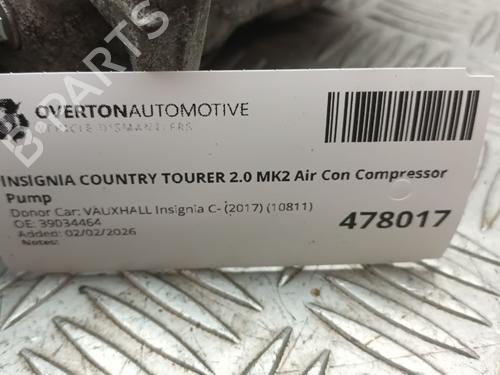 OVERTONAUTOMOTIVE
VEHICLE DISMANTLERS
INSIGNIA COUNTRY TOURER 2.0 MK2 Air Con Compressor
Pump
Donor Car: VAUXHALL Insignia C- (2017) (10811)
OE: 39034464
Added: 02/02/2026
Notes:
478017
B PARTS